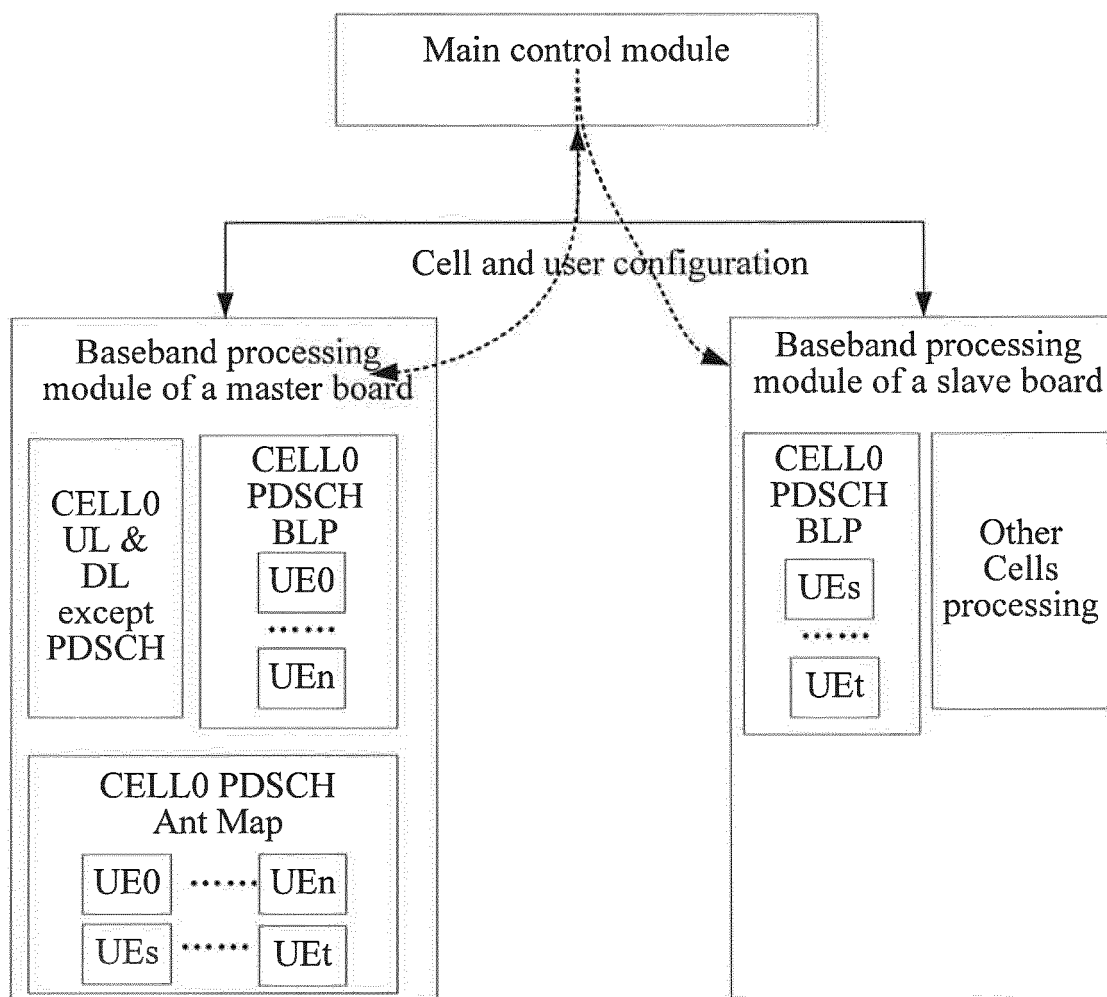 Main control module
Cell and user configuration
Baseband processing
module of a master board
CELL0
UL &
DL
except
PDSCH
CELL0
PDSCH
BLP
UE0
......
UEn
CELL0 PDSCH
Ant Map
UE0 ...... UEn
UEs ...... UEt
Baseband processing
module of a slave board
CELL0
PDSCH
BLP
UEs
......
UEt
Other
Cells
processing